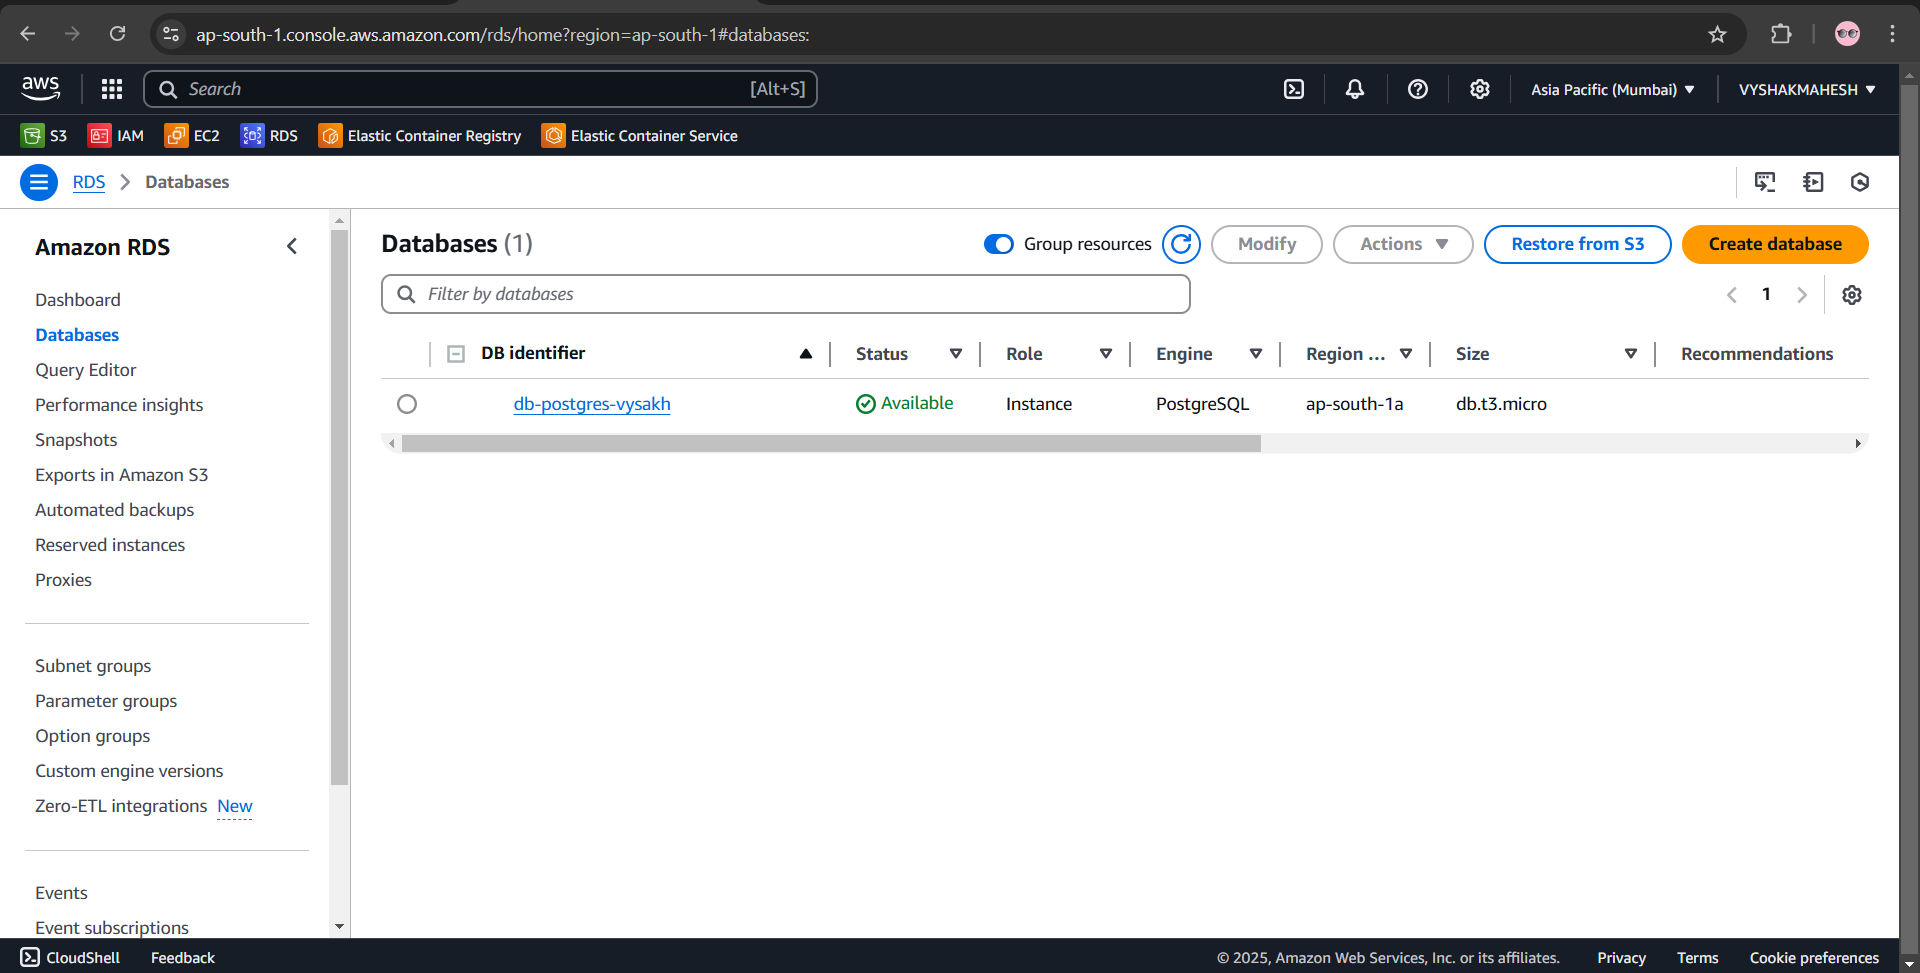 ap-south-1.console.aws.amazon.com/rds/home?region=ap-south-1#databases:
aws
Search [Alt+S]
Asia Pacific (Mumbai)
VYSHAKMAHESH
S3 IAM EC2 RDS Elastic Container Registry Elastic Container Service
RDS Databases
Amazon RDS
Dashboard
Databases
Query Editor
Performance insights
Snapshots
Exports in Amazon S3
Automated backups
Reserved instances
Proxies
Subnet groups
Parameter groups
Option groups
Custom engine versions
Zero-ETL integrations New
Events
Event subscriptions
Databases (1)
Group resources Modify Actions Restore from S3 Create database
Filter by databases
1
DB identifier Status Role Engine Region ... Size Recommendations
db-postgres-vysakh Available Instance PostgreSQL ap-south-1a db.t3.micro
CloudShell Feedback © 2025, Amazon Web Services, Inc. or its affiliates. Privacy Terms Cookie preferences